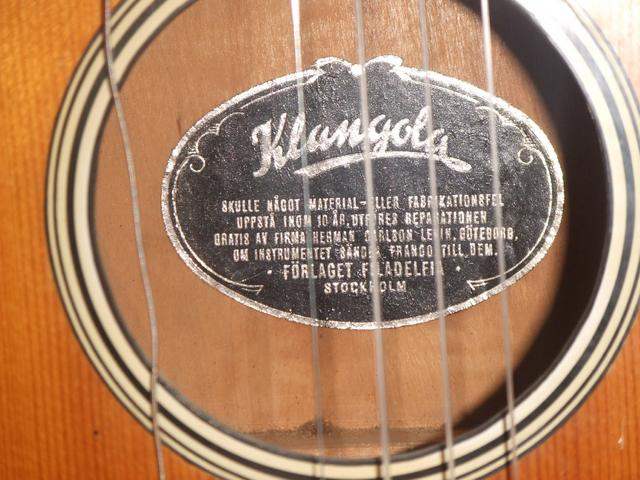 Klangola
SKULLE NÅGOT MATERIAL- ELLER FABRIKATIONSFEL
UPPSTÅ INOM 10 ÅR, UTFÖRES REPARATIONEN
GRATIS AV FIRMA HERMAN CARLSON LEVIN, GÖTEBORG,
OM INSTRUMENTET SÄNDES FRANCO TILL DEM.
· FÖRLAGET FILADELFIA ·
STOCKHOLM